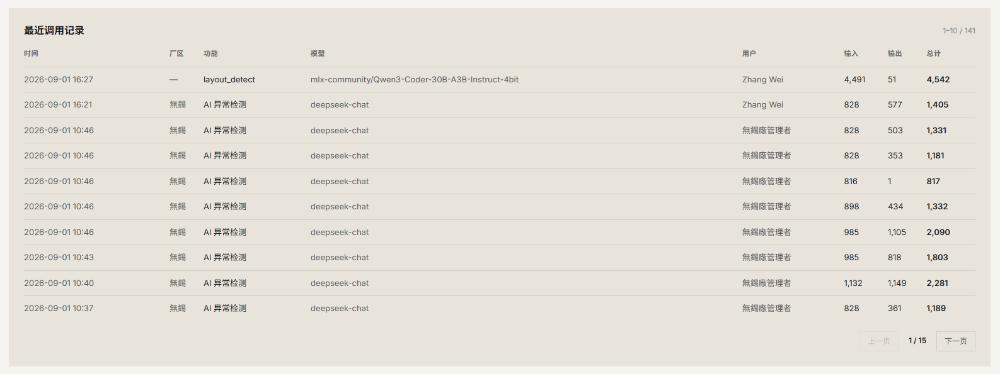 最近调用记录 1–10 / 141
时间 厂区 功能 模型 用户 输入 输出 总计
2026-09-01 16:27 — layout_detect mlx-community/Qwen3-Coder-30B-A3B-Instruct-4bit Zhang Wei 4,491 51 4,542
2026-09-01 16:21 無錫 AI 异常检测 deepseek-chat Zhang Wei 828 577 1,405
2026-09-01 10:46 無錫 AI 异常检测 deepseek-chat 無錫廠管理者 828 503 1,331
2026-09-01 10:46 無錫 AI 异常检测 deepseek-chat 無錫廠管理者 828 353 1,181
2026-09-01 10:46 無錫 AI 异常检测 deepseek-chat 無錫廠管理者 816 1 817
2026-09-01 10:46 無錫 AI 异常检测 deepseek-chat 無錫廠管理者 898 434 1,332
2026-09-01 10:46 無錫 AI 异常检测 deepseek-chat 無錫廠管理者 985 1,105 2,090
2026-09-01 10:43 無錫 AI 异常检测 deepseek-chat 無錫廠管理者 985 818 1,803
2026-09-01 10:40 無錫 AI 异常检测 deepseek-chat 無錫廠管理者 1,132 1,149 2,281
2026-09-01 10:37 無錫 AI 异常检测 deepseek-chat 無錫廠管理者 828 361 1,189
上一页 1 / 15 下一页